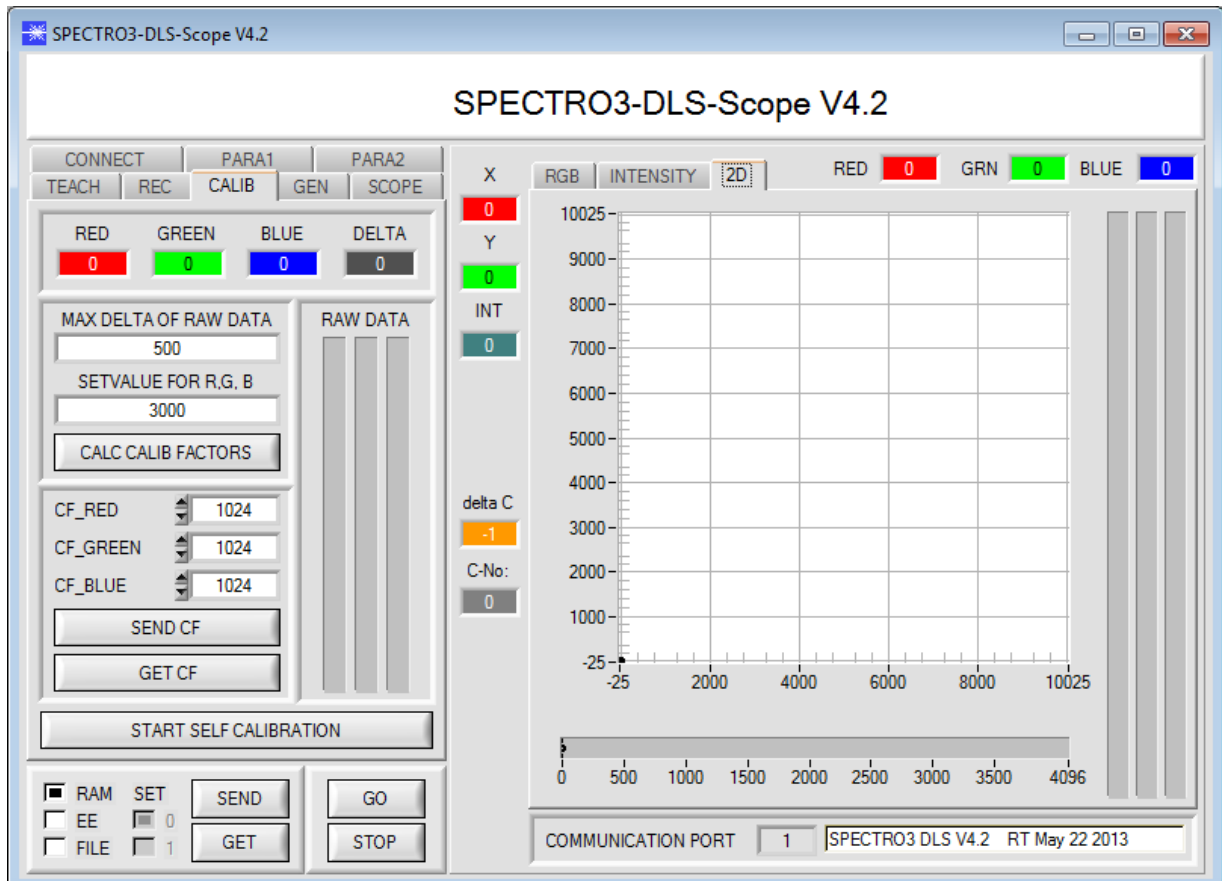 SPECTRO3-DLS-Scope V4.2
SPECTRO3-DLS-Scope V4.2
CONNECT PARA1 PARA2
TEACH REC CALIB GEN SCOPE
RED GREEN BLUE DELTA
0 0 0 0
MAX DELTA OF RAW DATA
500
SETVALUE FOR R,G, B
3000
CALC CALIB FACTORS
RAW DATA
CF_RED 1024
CF_GREEN 1024
CF_BLUE 1024
SEND CF
GET CF
START SELF CALIBRATION
RAM SET SEND
EE 0
FILE 1 GET
GO
STOP
X
0
Y
0
INT
0
delta C
-1
C-No:
0
RGB INTENSITY 2D
RED 0 GRN 0 BLUE 0
10025
9000
8000
7000
6000
5000
4000
3000
2000
1000
-25
-25 2000 4000 6000 8000 10025
0 500 1000 1500 2000 2500 3000 3500 4096
COMMUNICATION PORT 1 SPECTRO3 DLS V4.2 RT May 22 2013